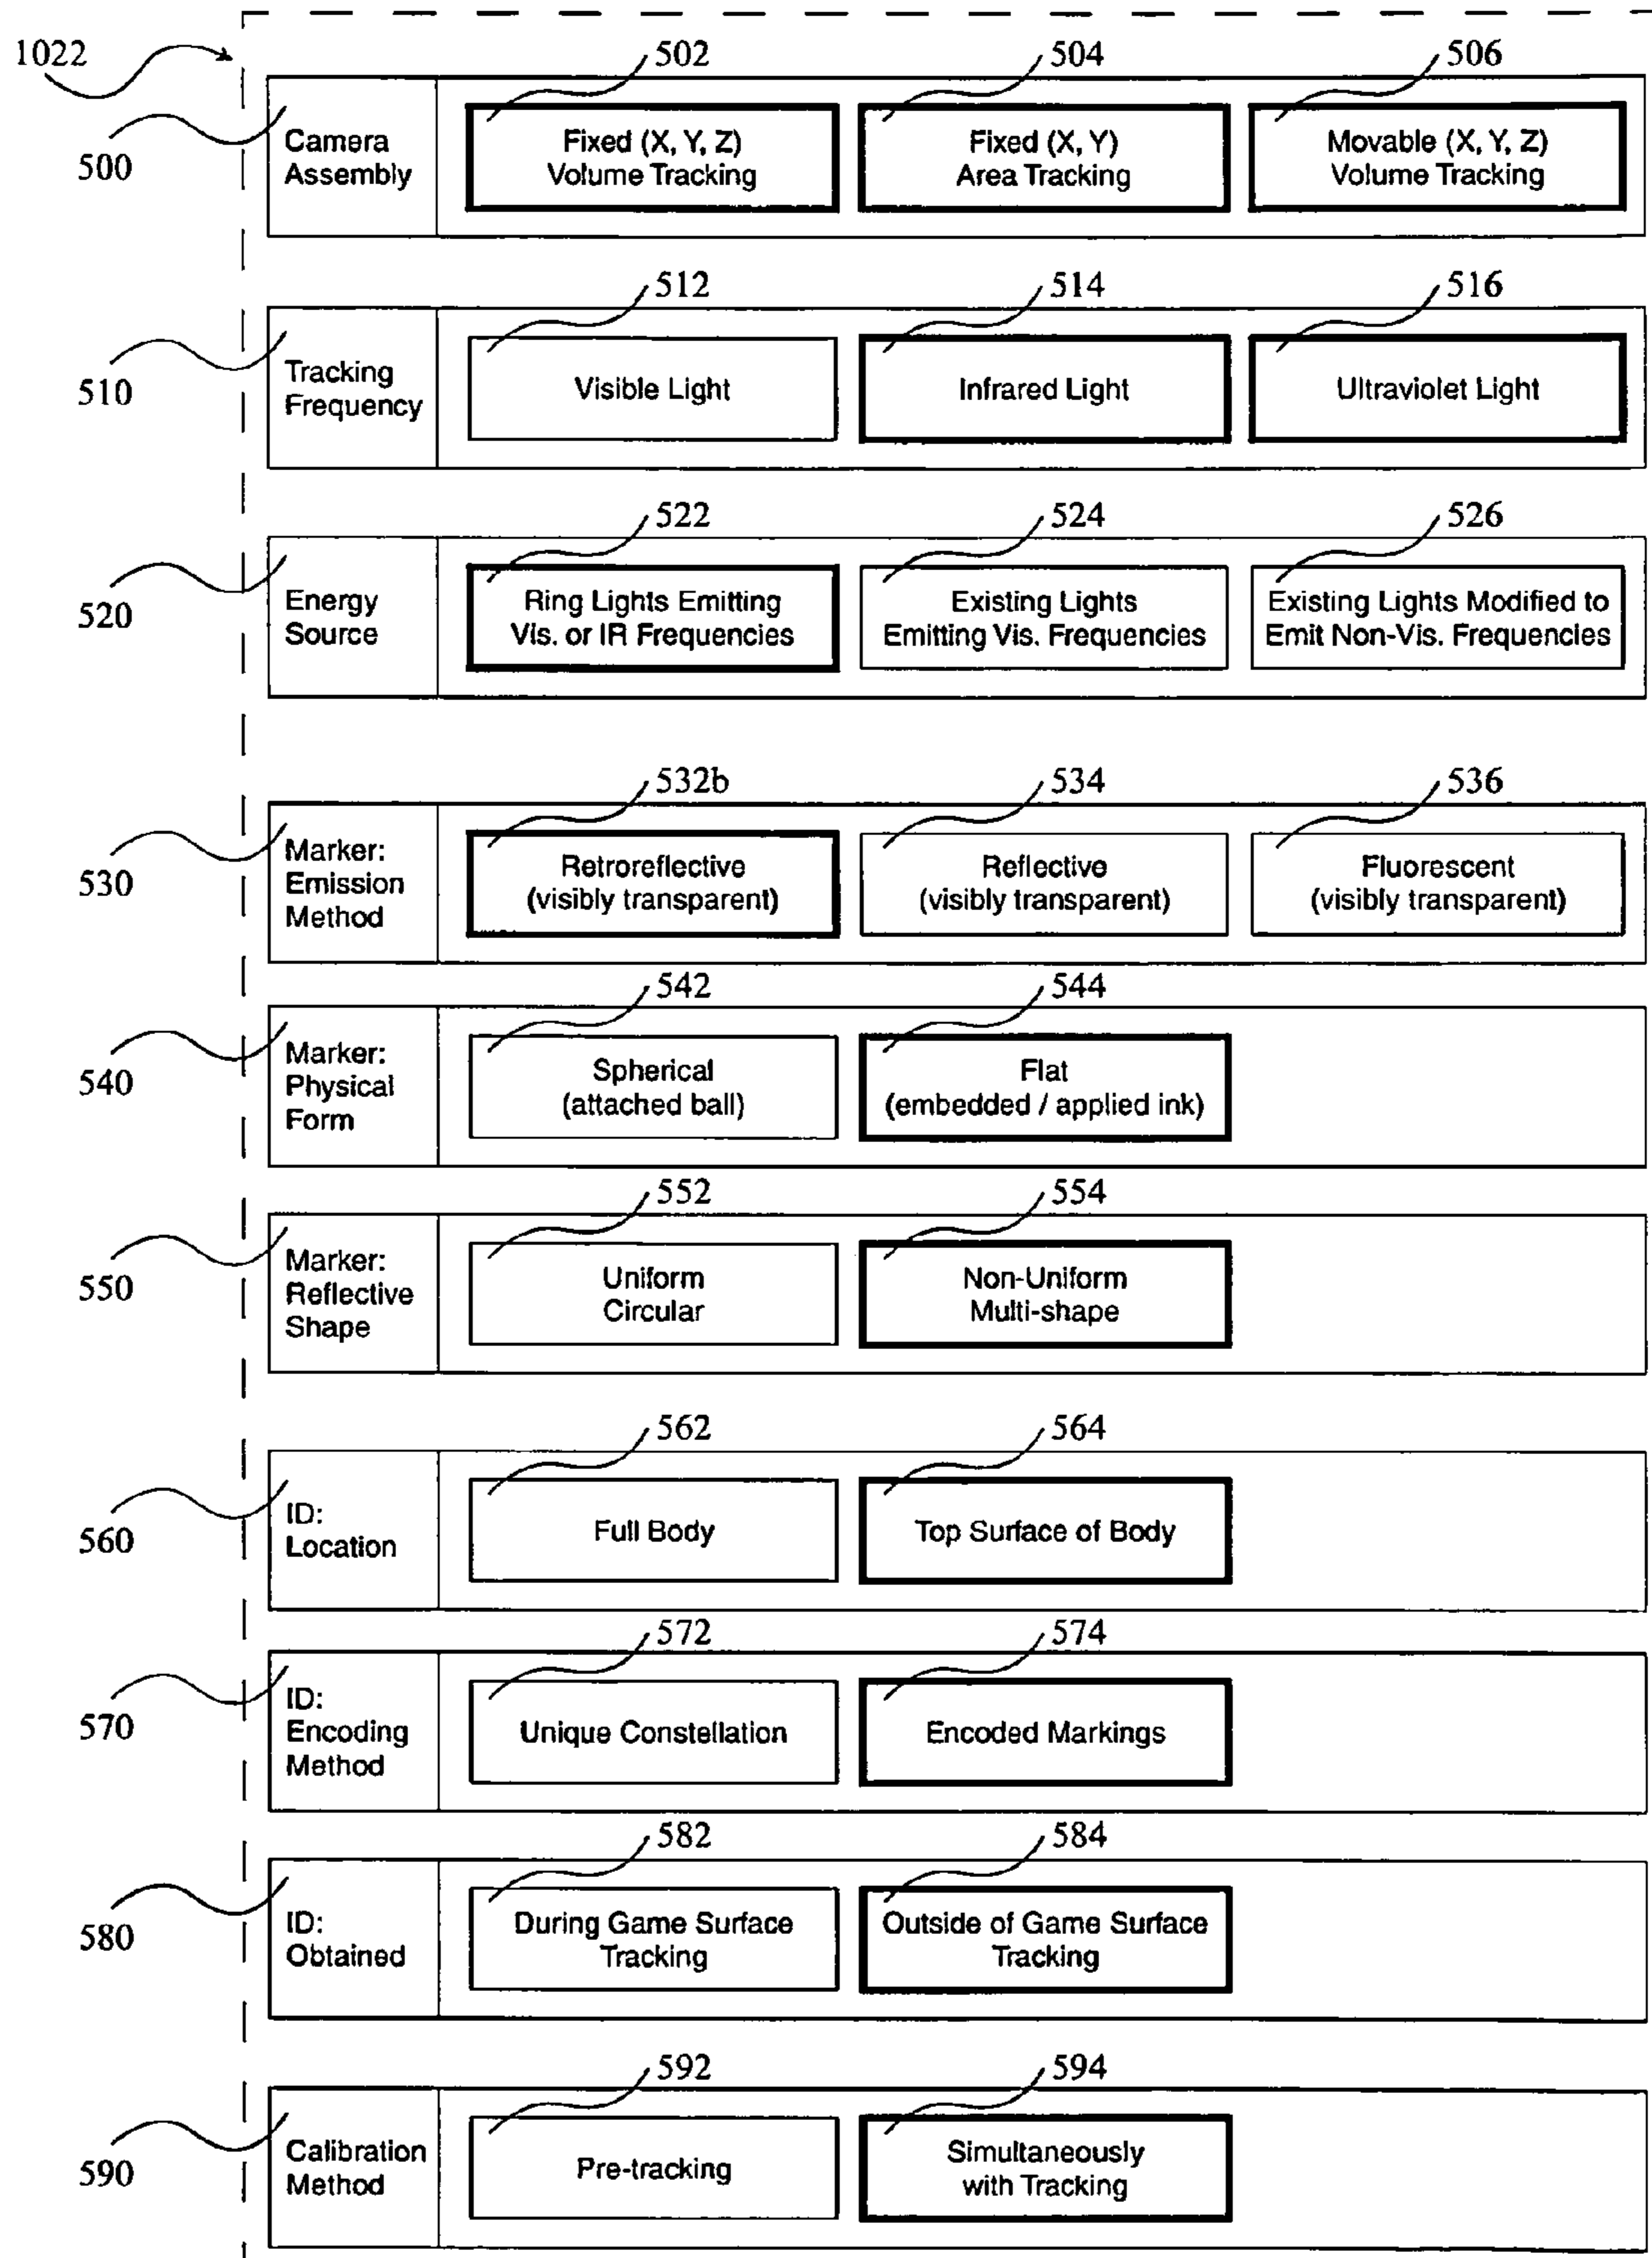 1022
502
504
506
500
Camera
Assembly
Fixed (X, Y, Z)
Volume Tracking
Fixed (X, Y)
Area Tracking
Movable (X, Y, Z)
Volume Tracking
512
514
516
510
Tracking
Frequency
Visible Light
Infrared Light
Ultraviolet Light
522
524
526
520
Energy
Source
Ring Lights Emitting
Vis. or IR Frequencies
Existing Lights
Emitting Vis. Frequencies
Existing Lights Modified to
Emit Non-Vis. Frequencies
532b
534
536
530
Marker:
Emission
Method
Retroreflective
(visibly transparent)
Reflective
(visibly transparent)
Fluorescent
(visibly transparent)
542
544
540
Marker:
Physical
Form
Spherical
(attached ball)
Flat
(embedded / applied ink)
552
554
550
Marker:
Reflective
Shape
Uniform
Circular
Non-Uniform
Multi-shape
562
564
560
ID:
Location
Full Body
Top Surface of Body
572
574
570
ID:
Encoding
Method
Unique Constellation
Encoded Markings
582
584
580
ID:
Obtained
During Game Surface
Tracking
Outside of Game Surface
Tracking
592
594
590
Calibration
Method
Pre-tracking
Simultaneously
with Tracking